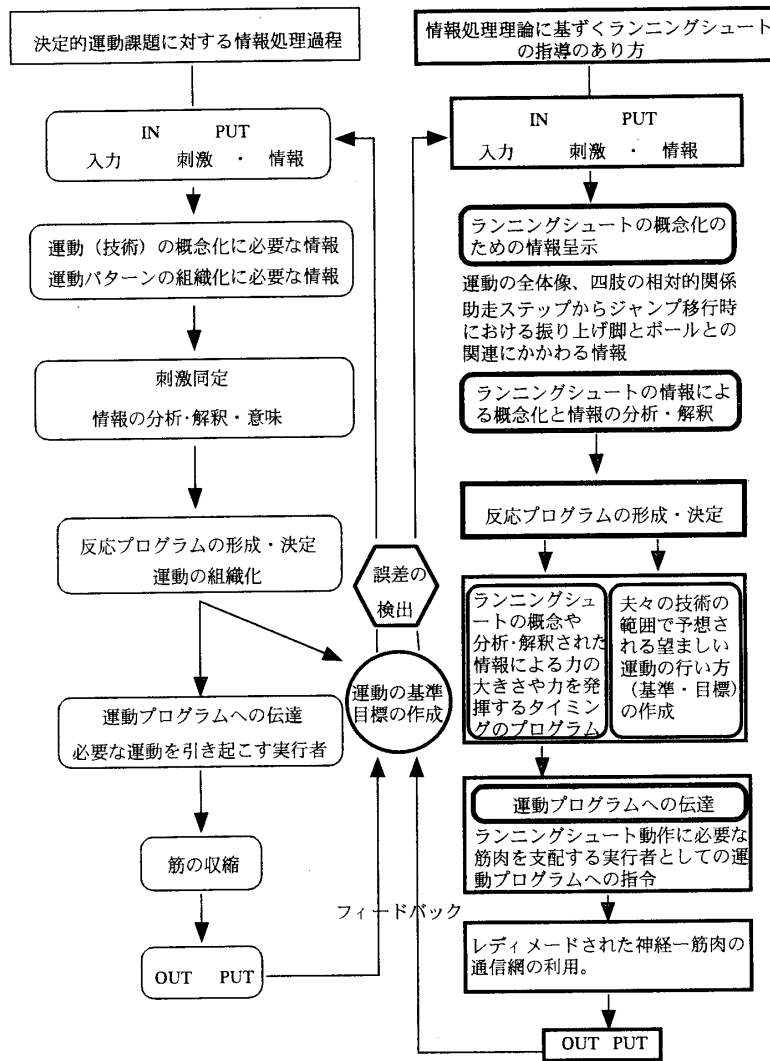 決定的運動課題に対する情報処理過程
IN PUT
入力 刺激 ・ 情報
運動（技術）の概念化に必要な情報
運動パターンの組織化に必要な情報
刺激同定
情報の分析・解釈・意味
反応プログラムの形成・決定
運動の組織化
運動プログラムへの伝達
必要な運動を引き起こす実行者
筋の収縮
OUT PUT
誤差の
検出
運動の基準
目標の作成
フィードバック
情報処理理論に基ずくランニングシュート
の指導のあり方
IN PUT
入力 刺激 ・ 情報
ランニングシュートの概念化の
ための情報呈示
運動の全体像、四肢の相対的関係
助走ステップからジャンプ移行時
における振り上げ脚とボールとの
関連にかかわる情報
ランニングシュートの情報によ
る概念化と情報の分析・解釈
反応プログラムの形成・決定
ランニングシュ
ートの概念や
分析・解釈された
情報による力の
大きさや力を発
揮するタイミン
グのプログラム
夫々の技術の
範囲で予想さ
れる望ましい
運動の行い方
（基準・目標）
の作成
運動プログラムへの伝達
ランニングシュート動作に必要な
筋肉を支配する実行者としての運
動プログラムへの指令
レディメードされた神経一筋肉の
通信網の利用。
OUT PUT